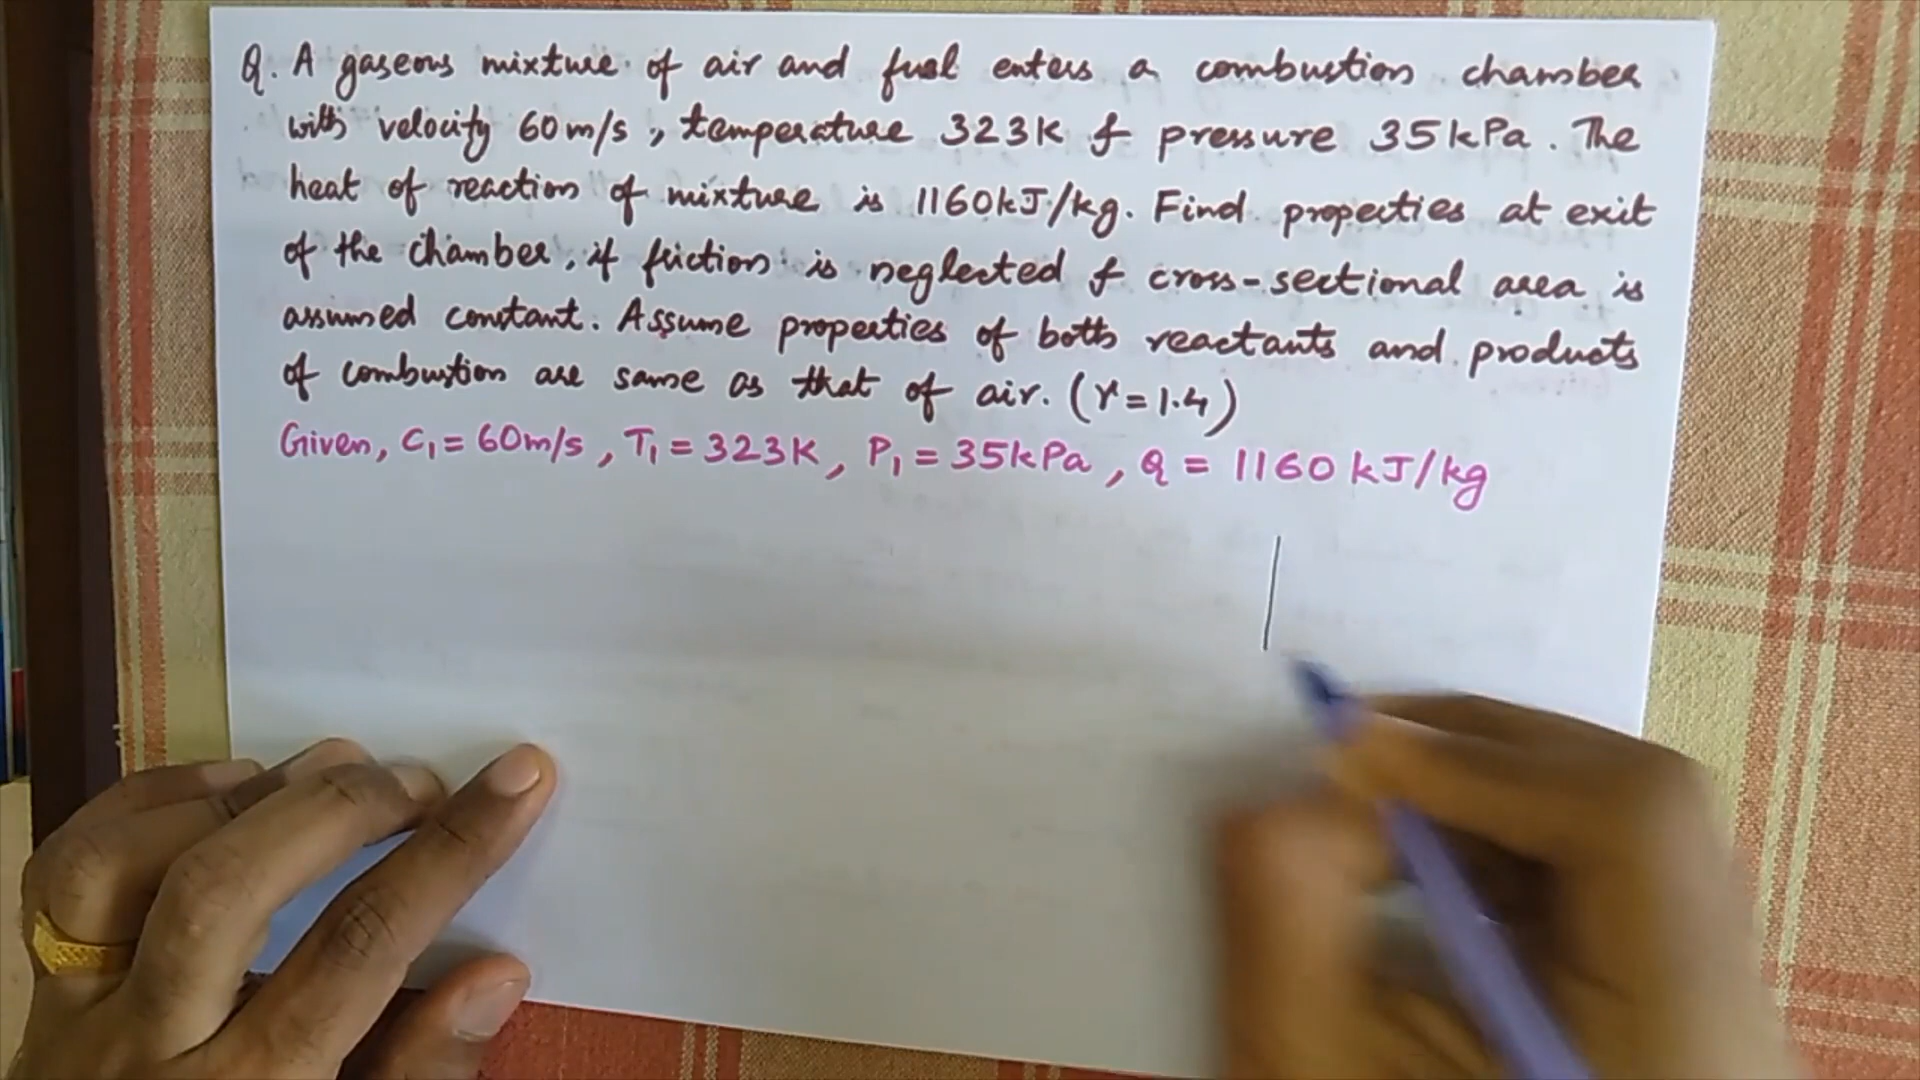 Q. A gaseous mixture of air and fuel enters a combustion chamber
with velocity 60m/s, temperature 323K & pressure 35kPa. The
heat of reaction of mixture is 1160kJ/kg. Find properties at exit
of the chamber, if friction is neglected & cross-sectional area is
assumed constant. Assume properties of both reactants and products
of combustion are same as that of air. (γ=1.4)
Given, C₁ = 60m/s, T₁ = 323K, P₁ = 35kPa, Q = 1160 kJ/kg